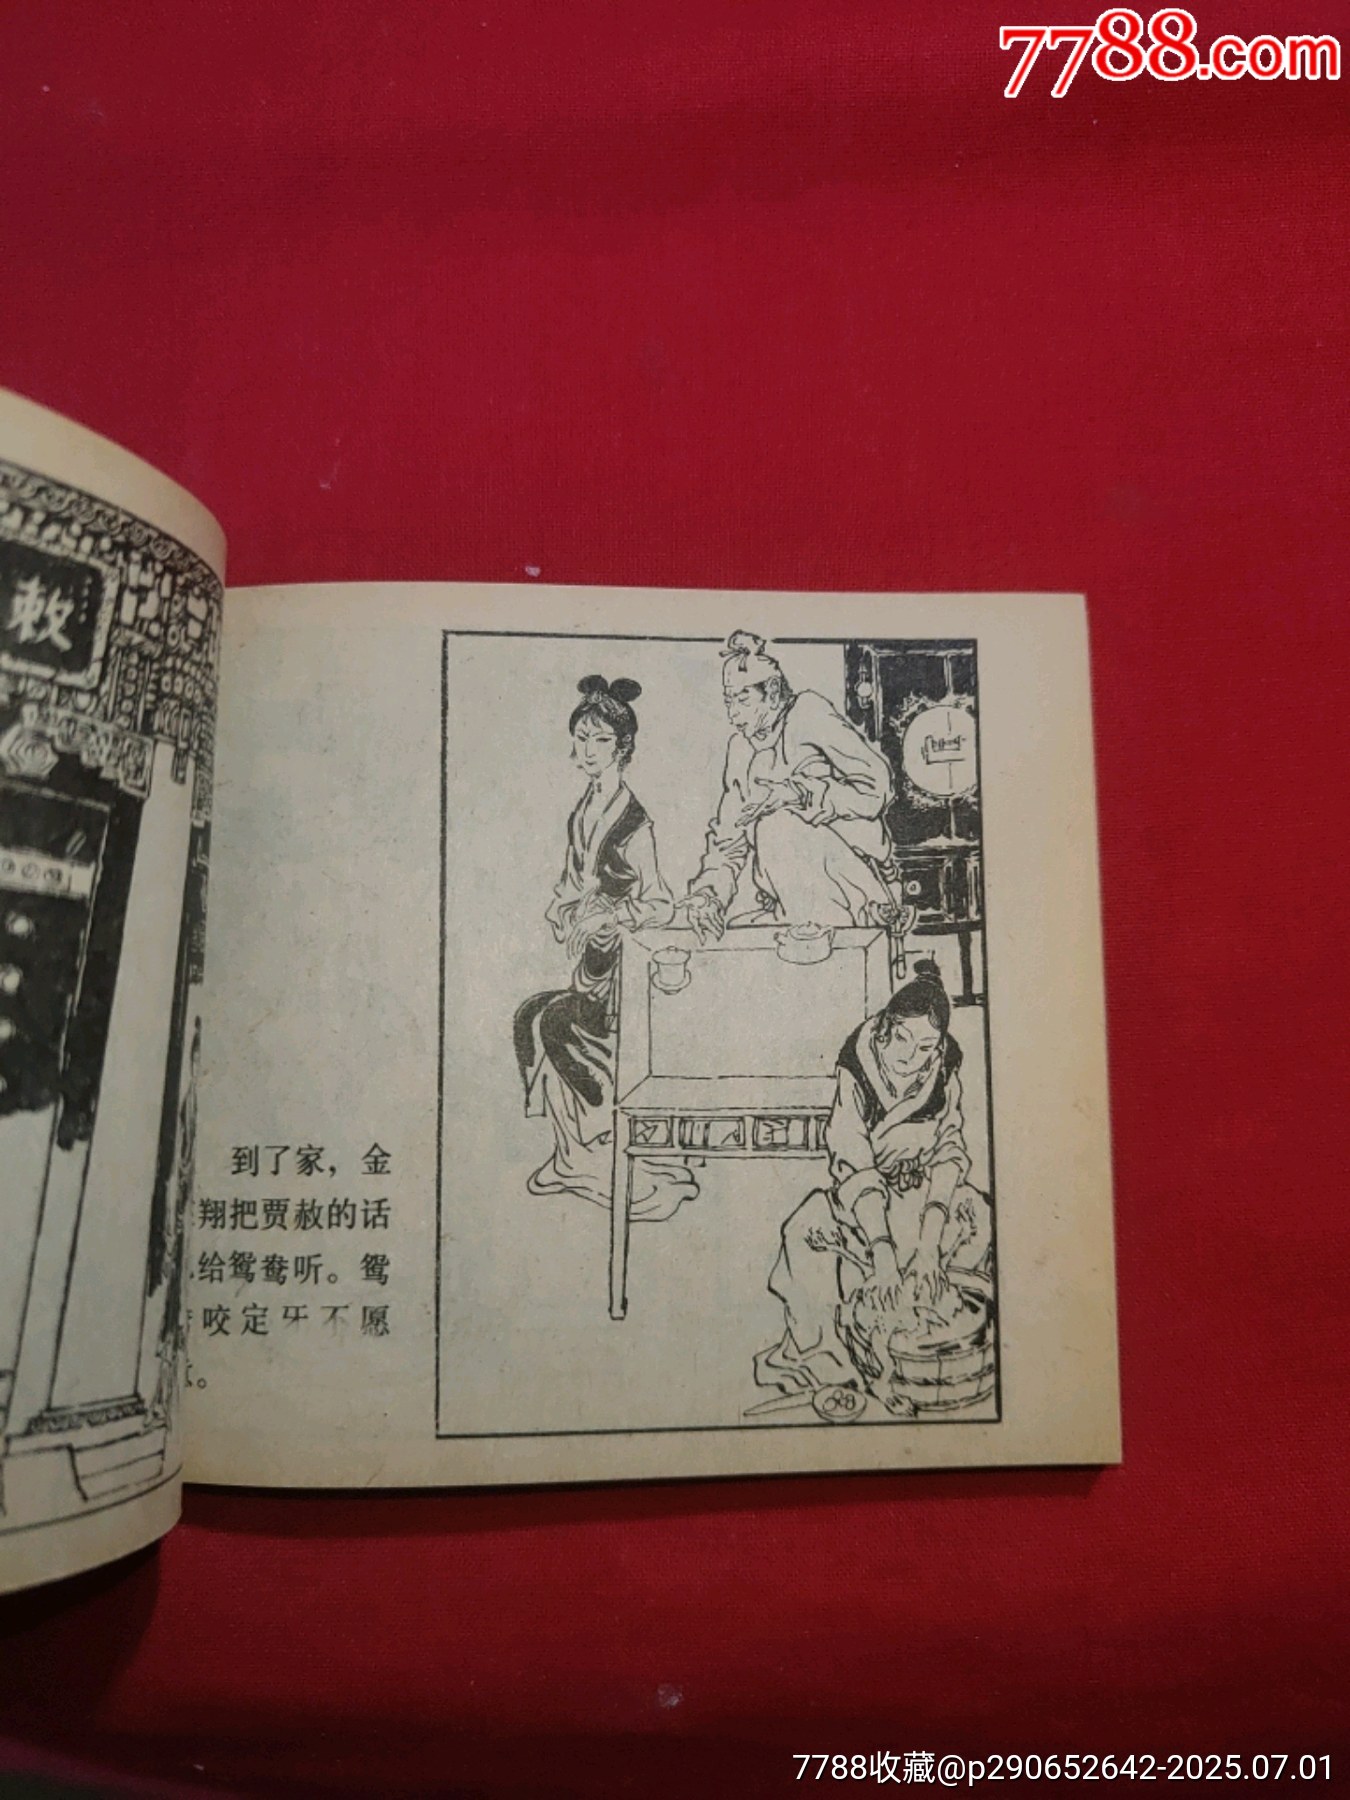 7788.com
敕
到了家，金
翔把贾赦的话
给鸳鸯听。鸳
咬定牙不愿
。
7788收藏@p290652642-2025.07.01